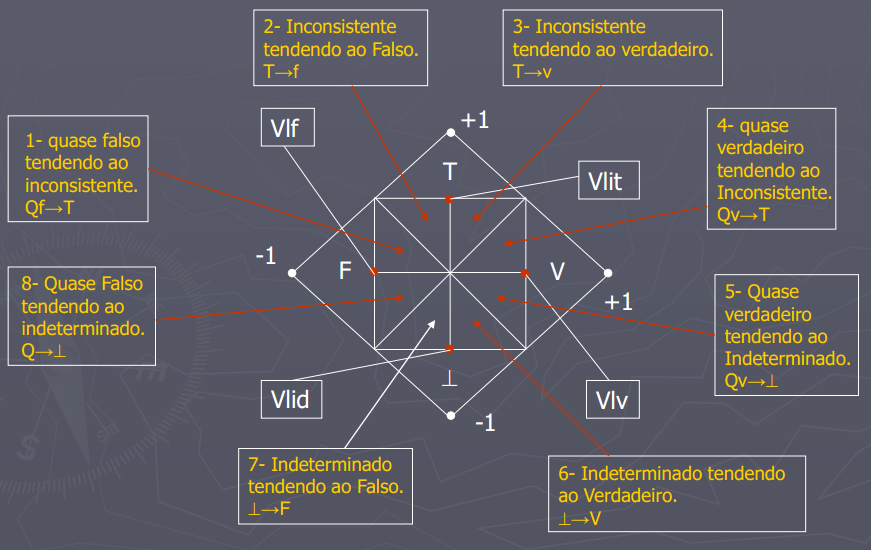 2- Inconsistente
tendendo ao Falso.
T→f
3- Inconsistente
tendendo ao verdadeiro.
T→v
Vlf
+1
1- quase falso
tendendo ao
inconsistente.
Qf→T
4- quase
verdadeiro
tendendo ao
Inconsistente.
Qv→T
T
Vlit
-1
F
V
+1
8- Quase Falso
tendendo ao
indeterminado.
Q→⊥
5- Quase
verdadeiro
tendendo ao
Indeterminado.
Qv→⊥
⊥
Vlid
Vlv
-1
7- Indeterminado
tendendo ao Falso.
⊥→F
6- Indeterminado tendendo
ao Verdadeiro.
⊥→V
E
S